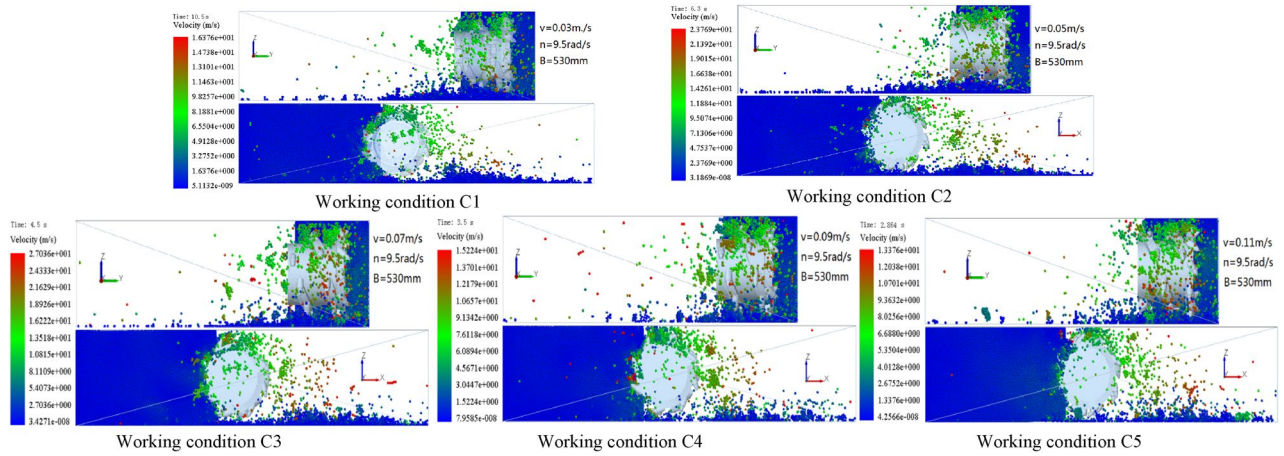 Time: 10.5s
Velocity (m/s)
1.6376e+001
1.4738e+001
1.3101e+001
1.1463e+001
9.8257e+000
8.1881e+000
6.5504e+000
4.9128e+000
3.2752e+000
1.6376e+000
5.1132e-009
Z
Y
v=0.03m/s
n=9.5rad/s
B=530mm
Z
X
Working condition C1
Time: 6.3 s
Velocity (m/s)
2.3769e+001
2.1392e+001
1.9015e+001
1.6638e+001
1.4261e+001
1.1884e+001
9.5074e+000
7.1306e+000
4.7537e+000
2.3769e+000
3.1869e-008
Z
Y
v=0.05m/s
n=9.5rad/s
B=530mm
Z
X
Working condition C2
Time: 4.5 s
Velocity (m/s)
2.7036e+001
2.4333e+001
2.1629e+001
1.8926e+001
1.6222e+001
1.3518e+001
1.0815e+001
8.1109e+000
5.4073e+000
2.7036e+000
3.4271e-008
Z
Y
v=0.07m/s
n=9.5rad/s
B=530mm
Z
X
Working condition C3
Time: 3.5 s
Velocity (m/s)
1.5224e+001
1.3701e+001
1.2179e+001
1.0657e+001
9.1342e+000
7.6118e+000
6.0894e+000
4.5671e+000
3.0447e+000
1.5224e+000
7.9585e-008
Z
Y
v=0.09m/s
n=9.5rad/s
B=530mm
Z
X
Working condition C4
Time: 2.864 s
Velocity (m/s)
1.3376e+001
1.2038e+001
1.0701e+001
9.3632e+000
8.0256e+000
6.6880e+000
5.3504e+000
4.0128e+000
2.6752e+000
1.3376e+000
4.2566e-008
Z
Y
v=0.11m/s
n=9.5rad/s
B=530mm
Z
X
Working condition C5